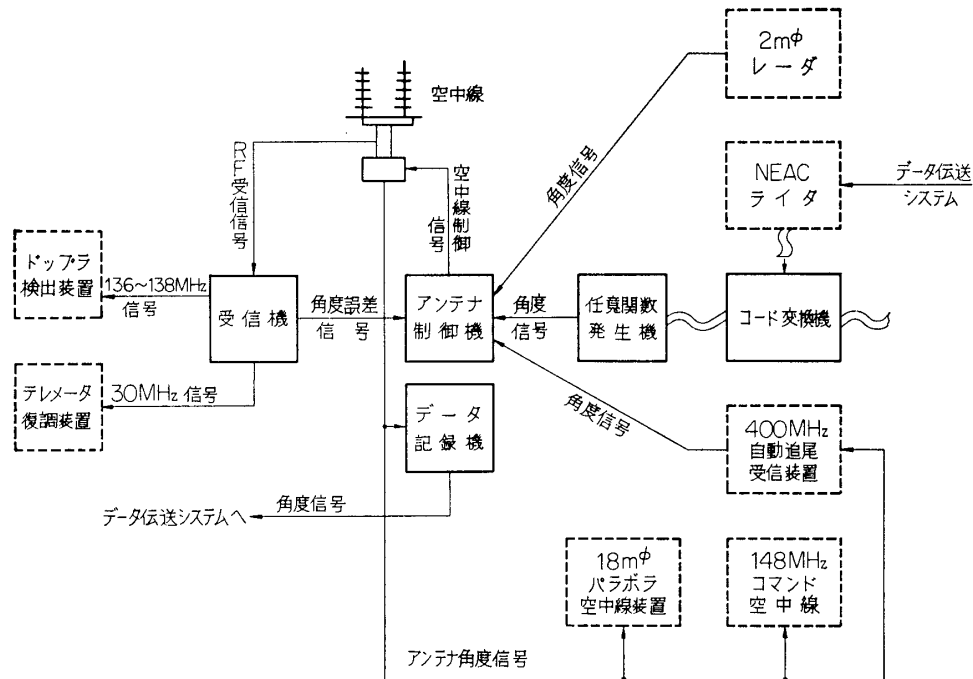 2mφ
レーダ
空中線
RF受信信号
空中線制御
信号
角度信号
NEAC
ライタ
データ伝送
システム
ドップラ
検出装置
136~138MHz
信号
受信機
角度誤差
信号
アンテナ
制御機
角度
信号
任意関数
発生機
コード変換機
テレメータ
復調装置
30MHz 信号
データ
記録機
角度信号
400MHz
自動追尾
受信装置
角度信号
データ伝送システムへ
18mφ
パラボラ
空中線装置
148MHz
コマンド
空中線
アンテナ角度信号